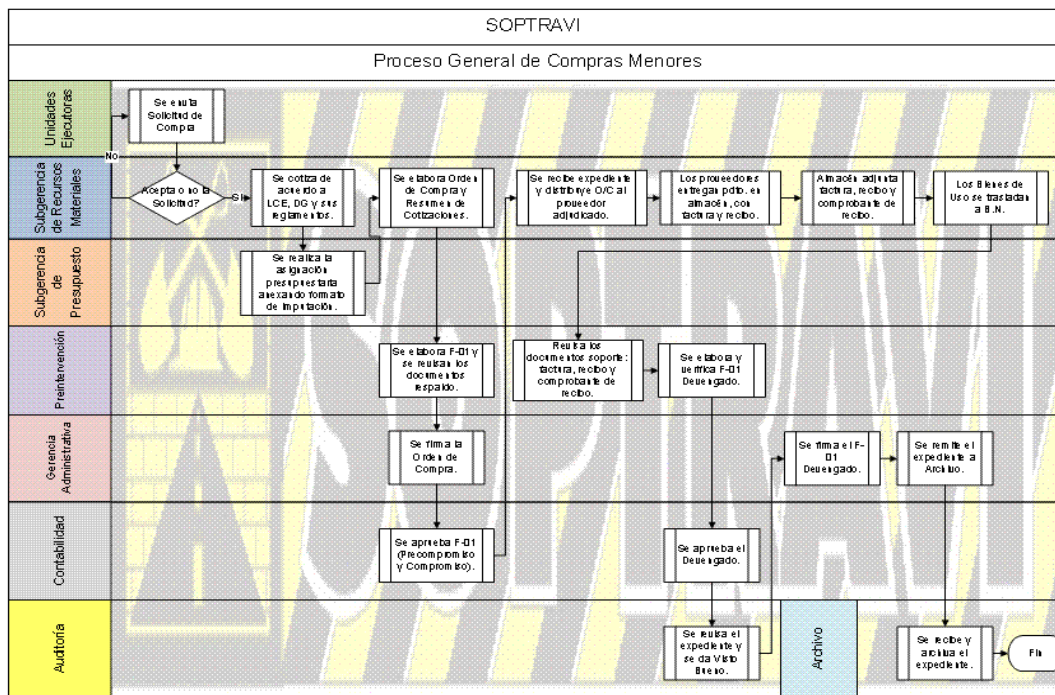 SOPTRAVI
Proceso General de Compras Menores
Unidades
Ejecutoras
Se emita
Solicitud de
Compra
No
Subgerencia
de Recursos
Materiales
Acepta o no la
Solicitud?
Si
Se cotiza de
acuerdo a
LCE, DG y sus
reglamentos.
Se elabora Orden
de Compra y
Resumen de
Cotizaciones.
Se recibe expediente
y distribuye O/C al
proveedor
adjudicado.
Los proveedores
entregan pdto. en
almacén, con
factura y recibo.
Almacén adjunta
factura, recibo y
comprobante de
recibo.
Los Bienes de
Uso se trasladan
a B.N.
Subgerencia
de
Presupuesto
Se realiza la
asignación
presupuestaria
anexando formato
de Imputación.
Preintervención
Se elabora F-01 y
se revisan los
documentos
respaldo.
Revisa los
documentos soporte:
factura, recibo y
comprobante de
recibo.
Se elabora y
verifica F-01
Devengado.
Gerencia
Administrativa
Se firma la
Orden de
Compra.
Se firma el F-
01
Devengado.
Se remite el
expediente a
Archivo.
Contabilidad
Se aprueba F-01
(Precompromiso
y Compromiso).
Se aprueba el
Devengado.
Auditoría
Se revisa el
expediente y
se da Visto
Bueno.
Archivo
Se recibe y
archiva el
expediente.
Fin
SOPTRAVI